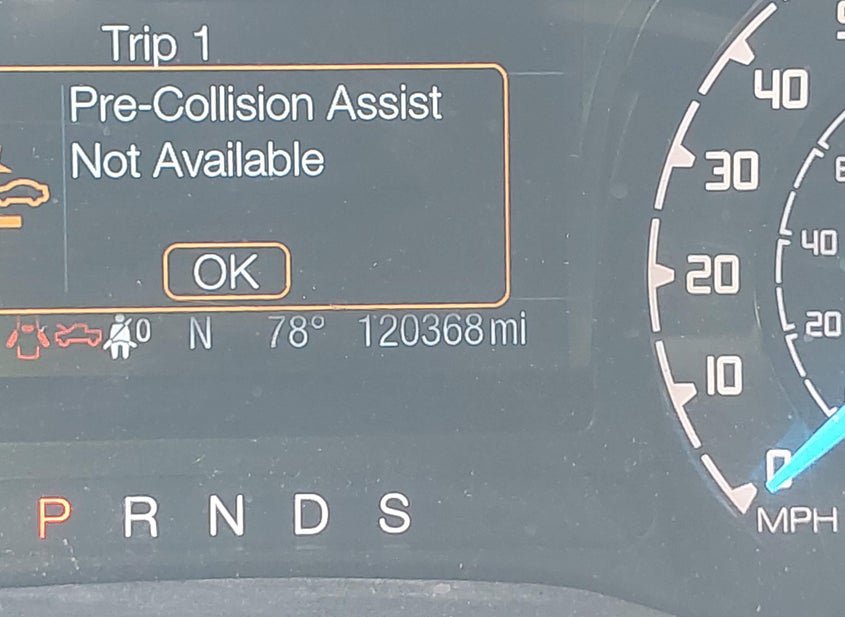 Trip 1
Pre-Collision Assist
Not Available
OK
0 N 78° 120368 mi
P R N D S
40
30
20
10
0
MPH
40
20